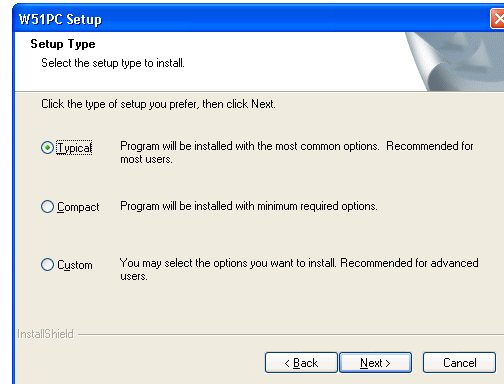 W51PC Setup
Setup Type
Select the setup type to install.
Click the type of setup you prefer, then click Next.
Typical
Program will be installed with the most common options.  Recommended for
most users.
Compact
Program will be installed with minimum required options.
Custom
You may select the options you want to install. Recommended for advanced
users.
InstallShield
< Back
Next >
Cancel